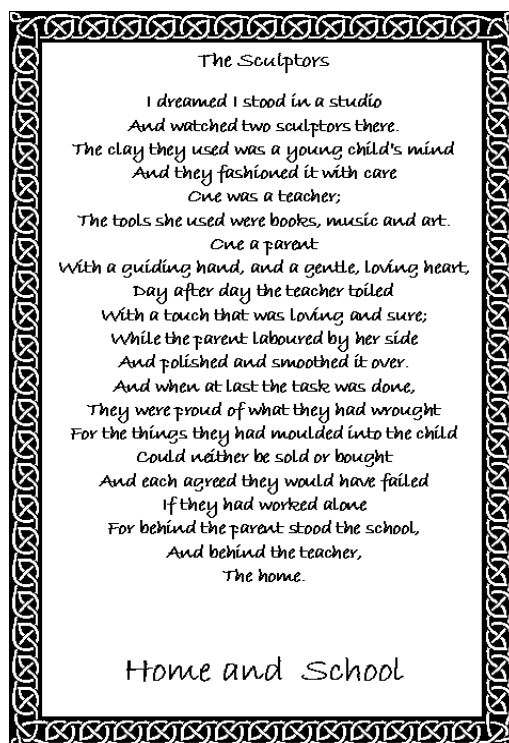 The Sculptors
I dreamed I stood in a studio
And watched two sculptors there.
The clay they used was a young child's mind
And they fashioned it with care
One was a teacher;
The tools she used were books, music and art.
One a parent
With a guiding hand, and a gentle, loving heart,
Day after day the teacher toiled
With a touch that was loving and sure;
While the parent laboured by her side
And polished and smoothed it over.
And when at last the task was done,
They were proud of what they had wrought
For the things they had moulded into the child
Could neither be sold or bought
And each agreed they would have failed
If they had worked alone
For behind the parent stood the school,
And behind the teacher,
The home.
Home and School